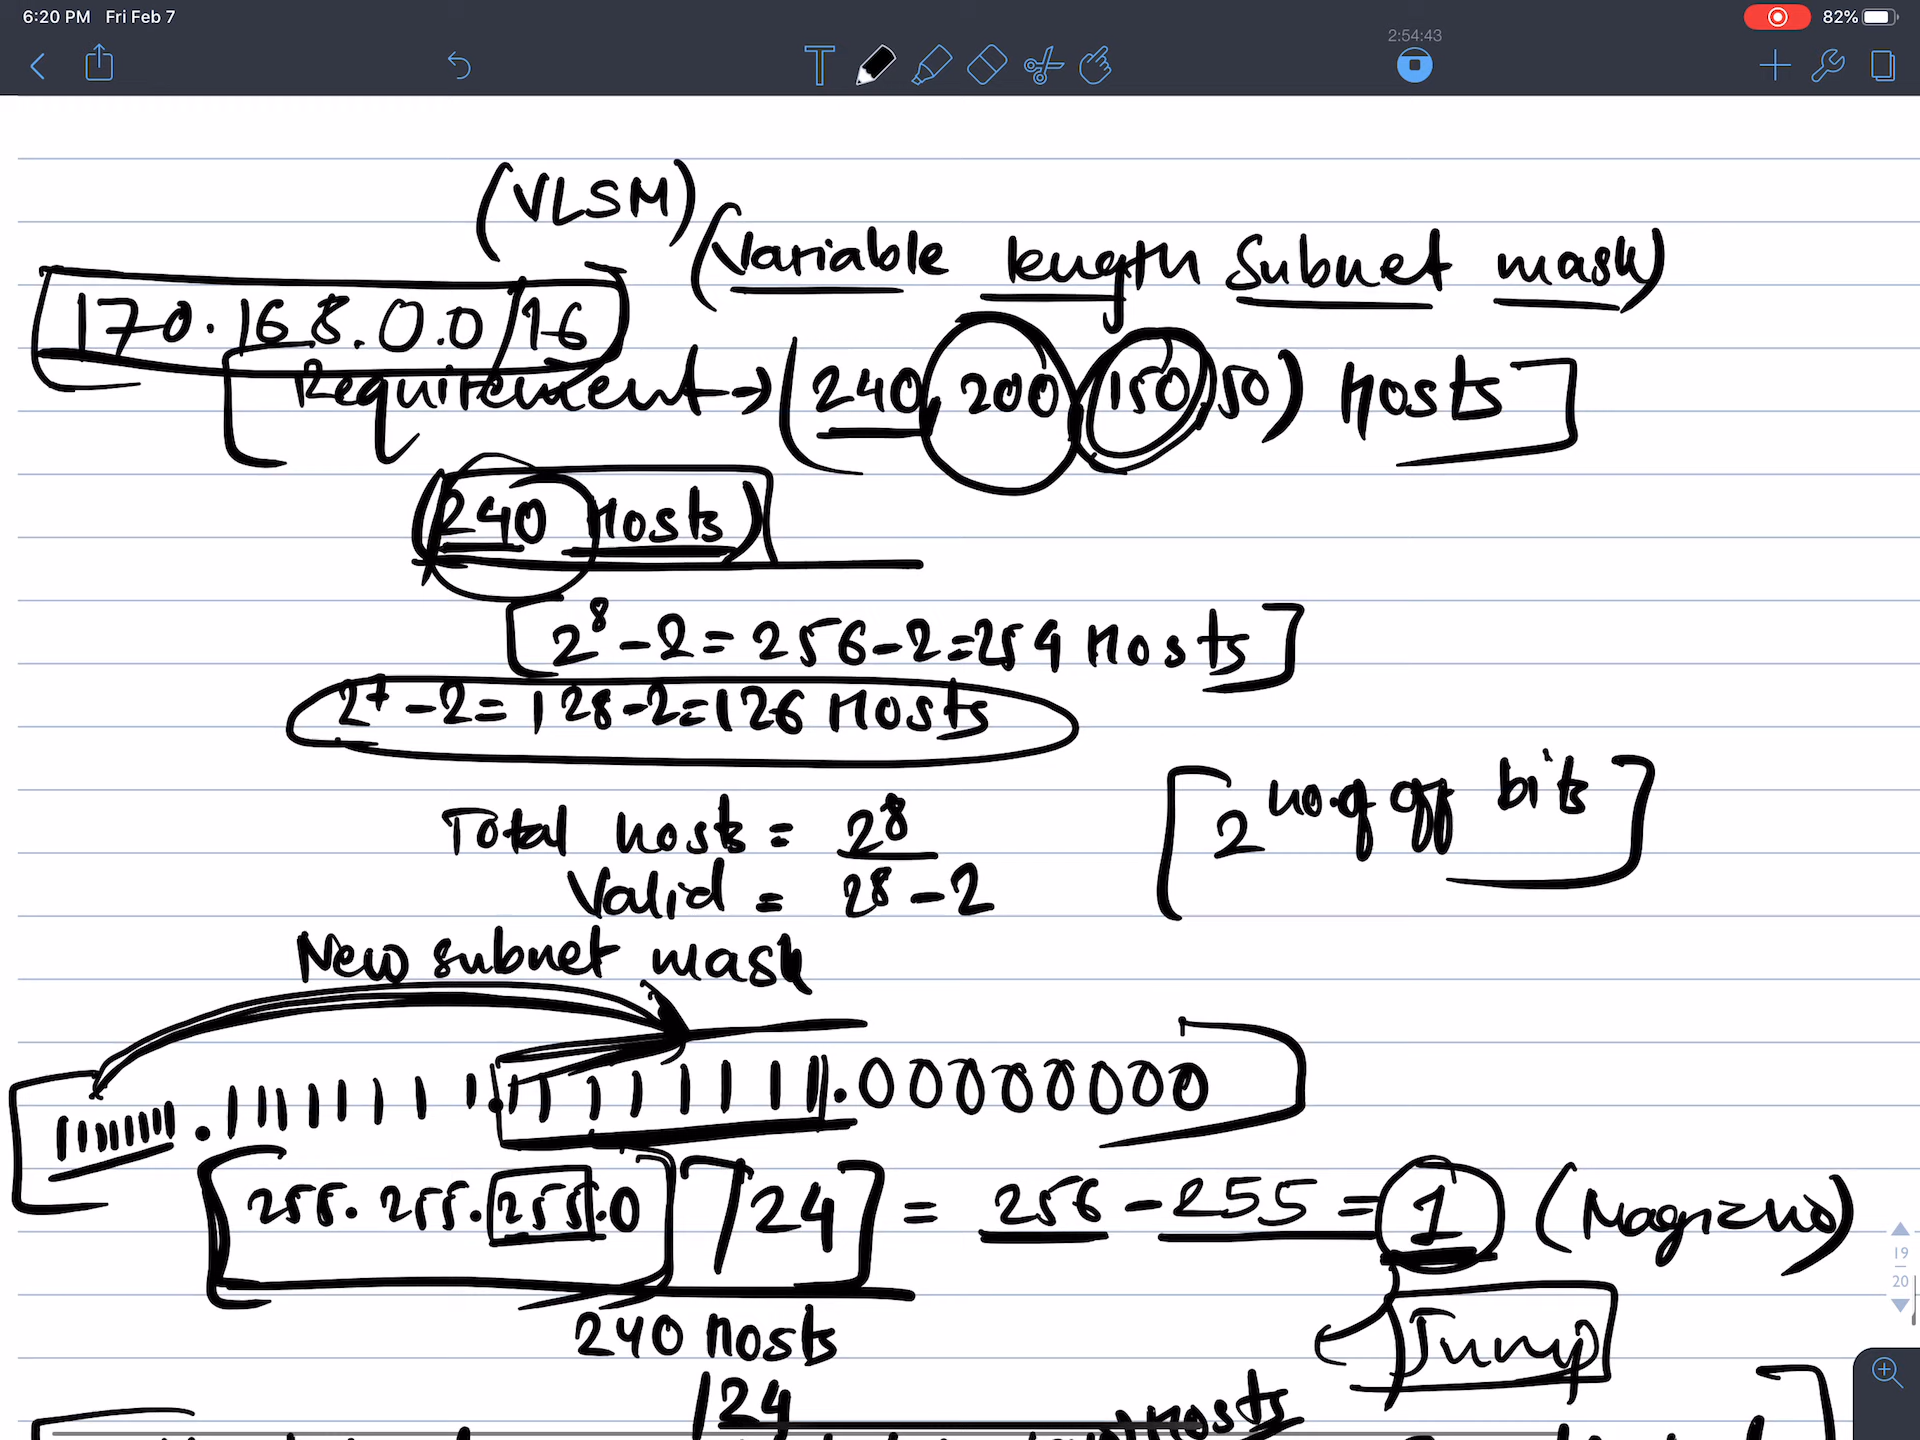 6:20 PM Fri Feb 7
82%
2:54:43
(VLSM)
(Variable length Subnet mask)
170.168.0.0/16
Requirement → (240, 200, 150, 50) Hosts
(240 Hosts)
2⁸ - 2 = 256 - 2 = 254 Hosts
2⁷ - 2 = 128 - 2 = 126 Hosts
Total hosts = 2⁸
[2 no. of off bits]
Valid = 2⁸ - 2
New subnet mask
11111111.11111111.11111111.00000000
255.255.255.0 /24 = 256 - 255 = 1 (Magic no)
19
20
240 Hosts
Jump
/24
Hosts